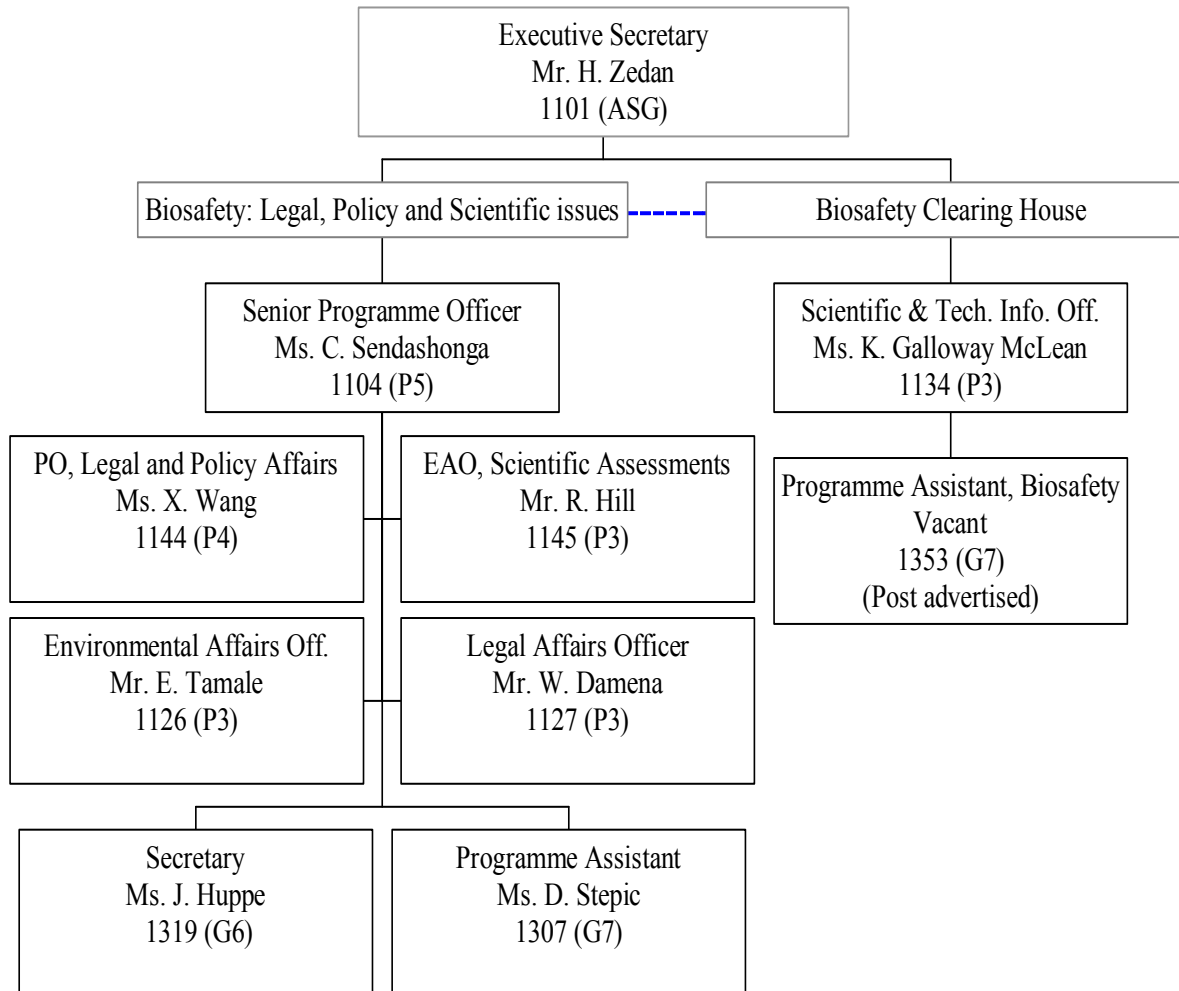 Executive Secretary
Mr. H. Zedan
1101 (ASG)
Biosafety: Legal, Policy and Scientific issues
Biosafety Clearing House
Senior Programme Officer
Ms. C. Sendashonga
1104 (P5)
Scientific & Tech. Info. Off.
Ms. K. Galloway McLean
1134 (P3)
PO, Legal and Policy Affairs
Ms. X. Wang
1144 (P4)
EAO, Scientific Assessments
Mr. R. Hill
1145 (P3)
Programme Assistant, Biosafety
Vacant
1353 (G7)
(Post advertised)
Environmental Affairs Off.
Mr. E. Tamale
1126 (P3)
Legal Affairs Officer
Mr. W. Damena
1127 (P3)
Secretary
Ms. J. Huppe
1319 (G6)
Programme Assistant
Ms. D. Stepic
1307 (G7)